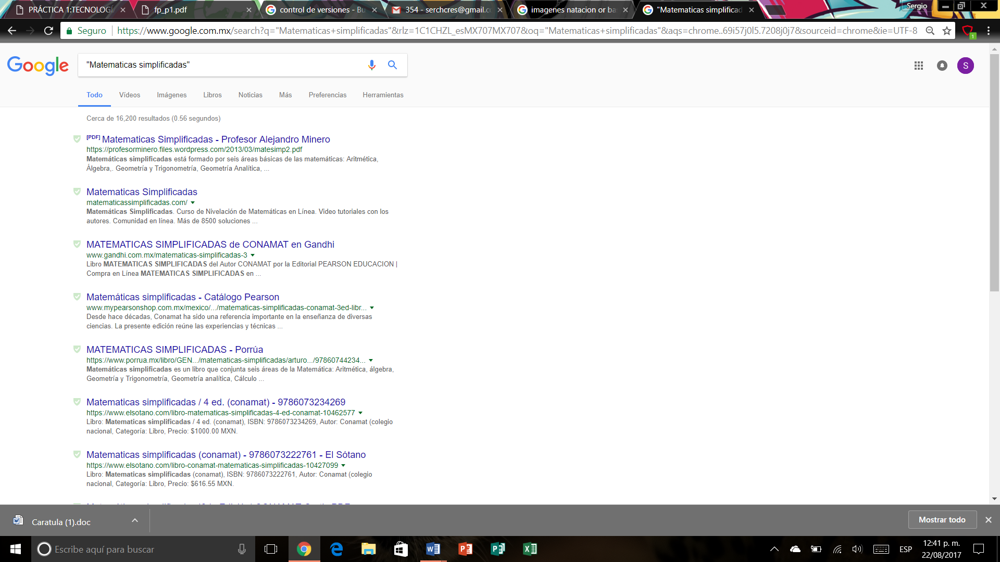 PRÁCTICA 1:TECNOLOGI
fp_p1.pdf
control de versiones - Bu
354 - serchcres@gmail.co
imagenes natacion or ba
"Matematicas simplificad
Sergio
Seguro
https://www.google.com.mx/search?q="Matematicas+simplificadas"&rlz=1C1CHZL_esMX707MX707&oq="Matematicas+simplificadas"&aqs=chrome..69i57j0l5.7208j0j7&sourceid=chrome&ie=UTF-8
1
Google
"Matematicas simplificadas"
S
Todo Vídeos Imágenes Libros Noticias Más Preferencias Herramientas
Cerca de 16,200 resultados (0.56 segundos)
[PDF] Matematicas Simplificadas - Profesor Alejandro Minero
https://profesorminero.files.wordpress.com/2013/03/matesimp2.pdf
Matemáticas simplificadas está formado por seis áreas básicas de las matemáticas: Aritmética,
Álgebra,. Geometría y Trigonometría, Geometría Analítica, ...
Matematicas Simplificadas
matematicassimplificadas.com/
Matemáticas Simplificadas. Curso de Nivelación de Matemáticas en Línea. Video tutoriales con los
autores. Comunidad en línea. Más de 8500 soluciones ...
MATEMATICAS SIMPLIFICADAS de CONAMAT en Gandhi
www.gandhi.com.mx/matematicas-simplificadas-3
Libro MATEMATICAS SIMPLIFICADAS del Autor CONAMAT por la Editorial PEARSON EDUCACION |
Compra en Línea MATEMATICAS SIMPLIFICADAS en ...
Matemáticas simplificadas - Catálogo Pearson
www.mypearsonshop.com.mx/mexico/.../matematicas-simplificadas-conamat-3ed-libr...
Desde hace décadas, Conamat ha sido una referencia importante en la enseñanza de diversas
ciencias. La presente edición reúne las experiencias y técnicas ...
MATEMATICAS SIMPLIFICADAS - Porrúa
https://www.porrua.mx/libro/GEN.../matematicas-simplificadas/arturo.../97860744234...
Matemáticas simplificadas es un libro que conjunta seis áreas de la Matemática: Aritmética, álgebra,
Geometría y Trigonometría, Geometría analítica, Cálculo ...
Matematicas simplificadas / 4 ed. (conamat) - 9786073234269
https://www.elsotano.com/libro-matematicas-simplificadas-4-ed-conamat-10462577
Libro: Matematicas simplificadas / 4 ed. (conamat), ISBN: 9786073234269, Autor: Conamat (colegio
nacional, Categoría: Libro, Precio: $1000.00 MXN.
Matematicas simplificadas (conamat) - 9786073222761 - El Sótano
https://www.elsotano.com/libro-conamat-matematicas-simplificadas-10427099
Libro: Matematicas simplificadas (conamat), ISBN: 9786073222761, Autor: Conamat (colegio
nacional, Categoría: Libro, Precio: $616.55 MXN.
Caratula (1).doc
Mostrar todo
Escribe aquí para buscar
ESP
12:41 p. m.
22/08/2017